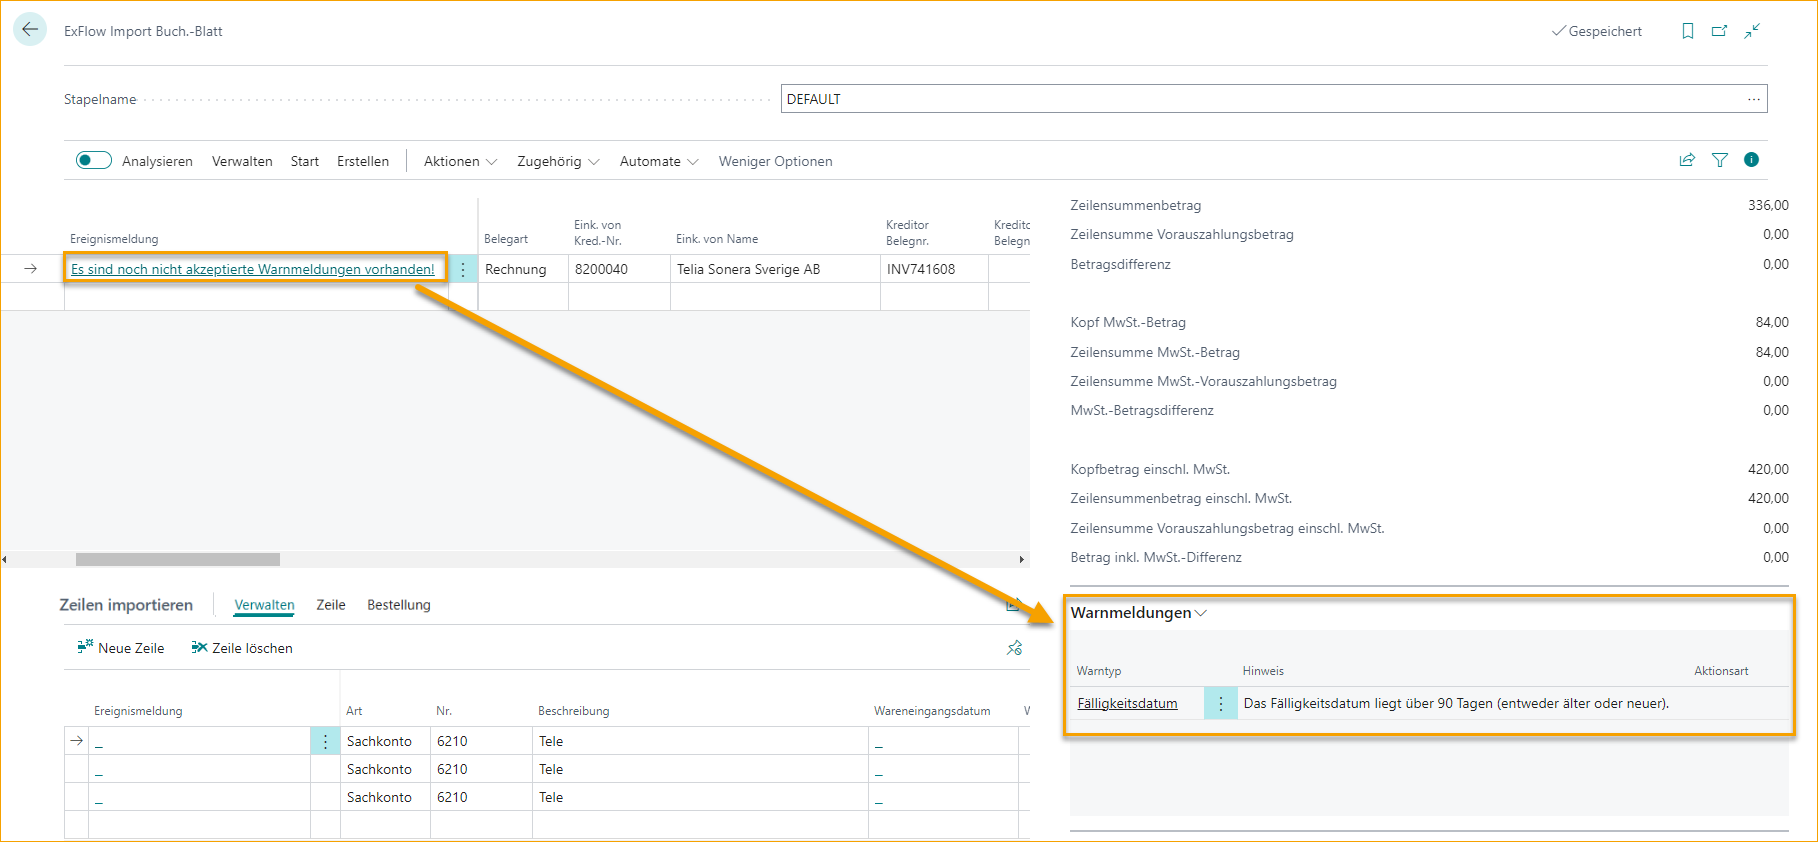 ExFlow Import Buch.-Blatt
Gespeichert
Stapelname
DEFAULT
Analysieren Verwalten Start Erstellen Aktionen Zugehörig Automate Weniger Optionen
Ereignismeldung Belegart Eink. von Kred.-Nr. Eink. von Name Kreditor Belegnr. Kredito Belegn
Es sind noch nicht akzeptierte Warnmeldungen vorhanden! Rechnung 8200040 Telia Sonera Sverige AB INV741608
Zeilensummenbetrag 336,00
Zeilensumme Vorauszahlungsbetrag 0,00
Betragsdifferenz 0,00
Kopf MwSt.-Betrag 84,00
Zeilensumme MwSt.-Betrag 84,00
Zeilensumme MwSt.-Vorauszahlungsbetrag 0,00
MwSt.-Betragsdifferenz 0,00
Kopfbetrag einschl. MwSt. 420,00
Zeilensummenbetrag einschl. MwSt. 420,00
Zeilensumme Vorauszahlungsbetrag einschl. MwSt. 0,00
Betrag inkl. MwSt.-Differenz 0,00
Zeilen importieren Verwalten Zeile Bestellung
Neue Zeile Zeile löschen
Ereignismeldung Art Nr. Beschreibung Wareneingangsdatum W
_ Sachkonto 6210 Tele _
_ Sachkonto 6210 Tele _
_ Sachkonto 6210 Tele _
Warnmeldungen
Warntyp Hinweis Aktionsart
Fälligkeitsdatum Das Fälligkeitsdatum liegt über 90 Tagen (entweder älter oder neuer).